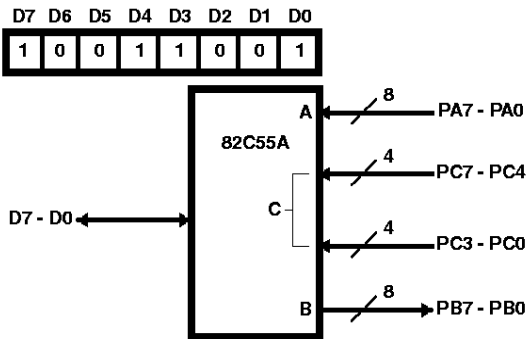 D7 D6 D5 D4 D3 D2 D1 D0
1 0 0 1 1 0 0 1
A
8
PA7 - PA0
82C55A
4
PC7 - PC4
C
D7 - D0
4
PC3 - PC0
B
8
PB7 - PB0